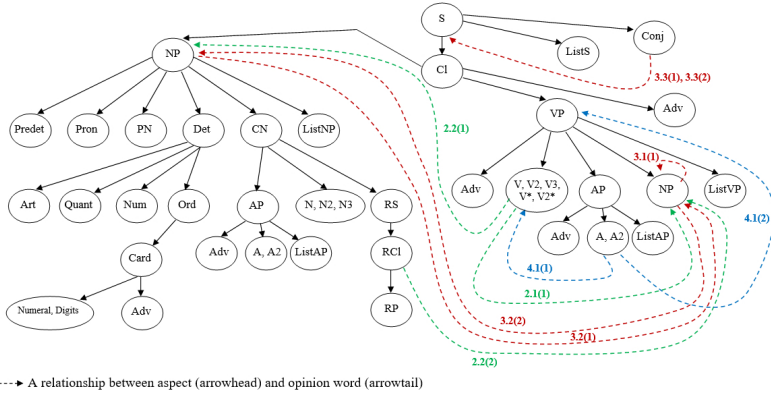 S
Conj
ListS
NP
3.3(1), 3.3(2)
Cl
Adv
VP
Predet
Pron
PN
Det
CN
ListNP
2.2(1)
3.1(1)
Adv
V, V2, V3,
V*, V2*
AP
NP
ListVP
Art
Quant
Num
Ord
AP
N, N2, N3
RS
4.1(2)
Adv
A, A2
ListAP
Adv
A, A2
ListAP
Card
RCl
4.1(1)
2.1(1)
Numeral, Digits
Adv
RP
3.2(2)
3.2(1)
2.2(2)
A relationship between aspect (arrowhead) and opinion word (arrowtail)